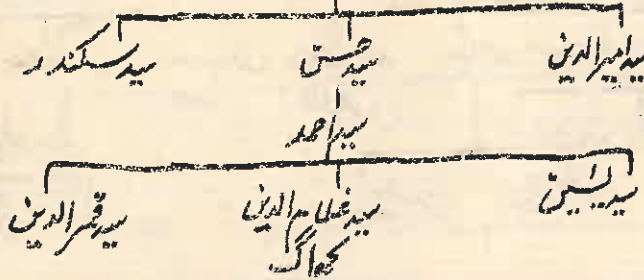 سید امیر الدین سید حسن سید سکندر
سید احمد
سید یٰسین سید غلام الدین سید قمر الدین